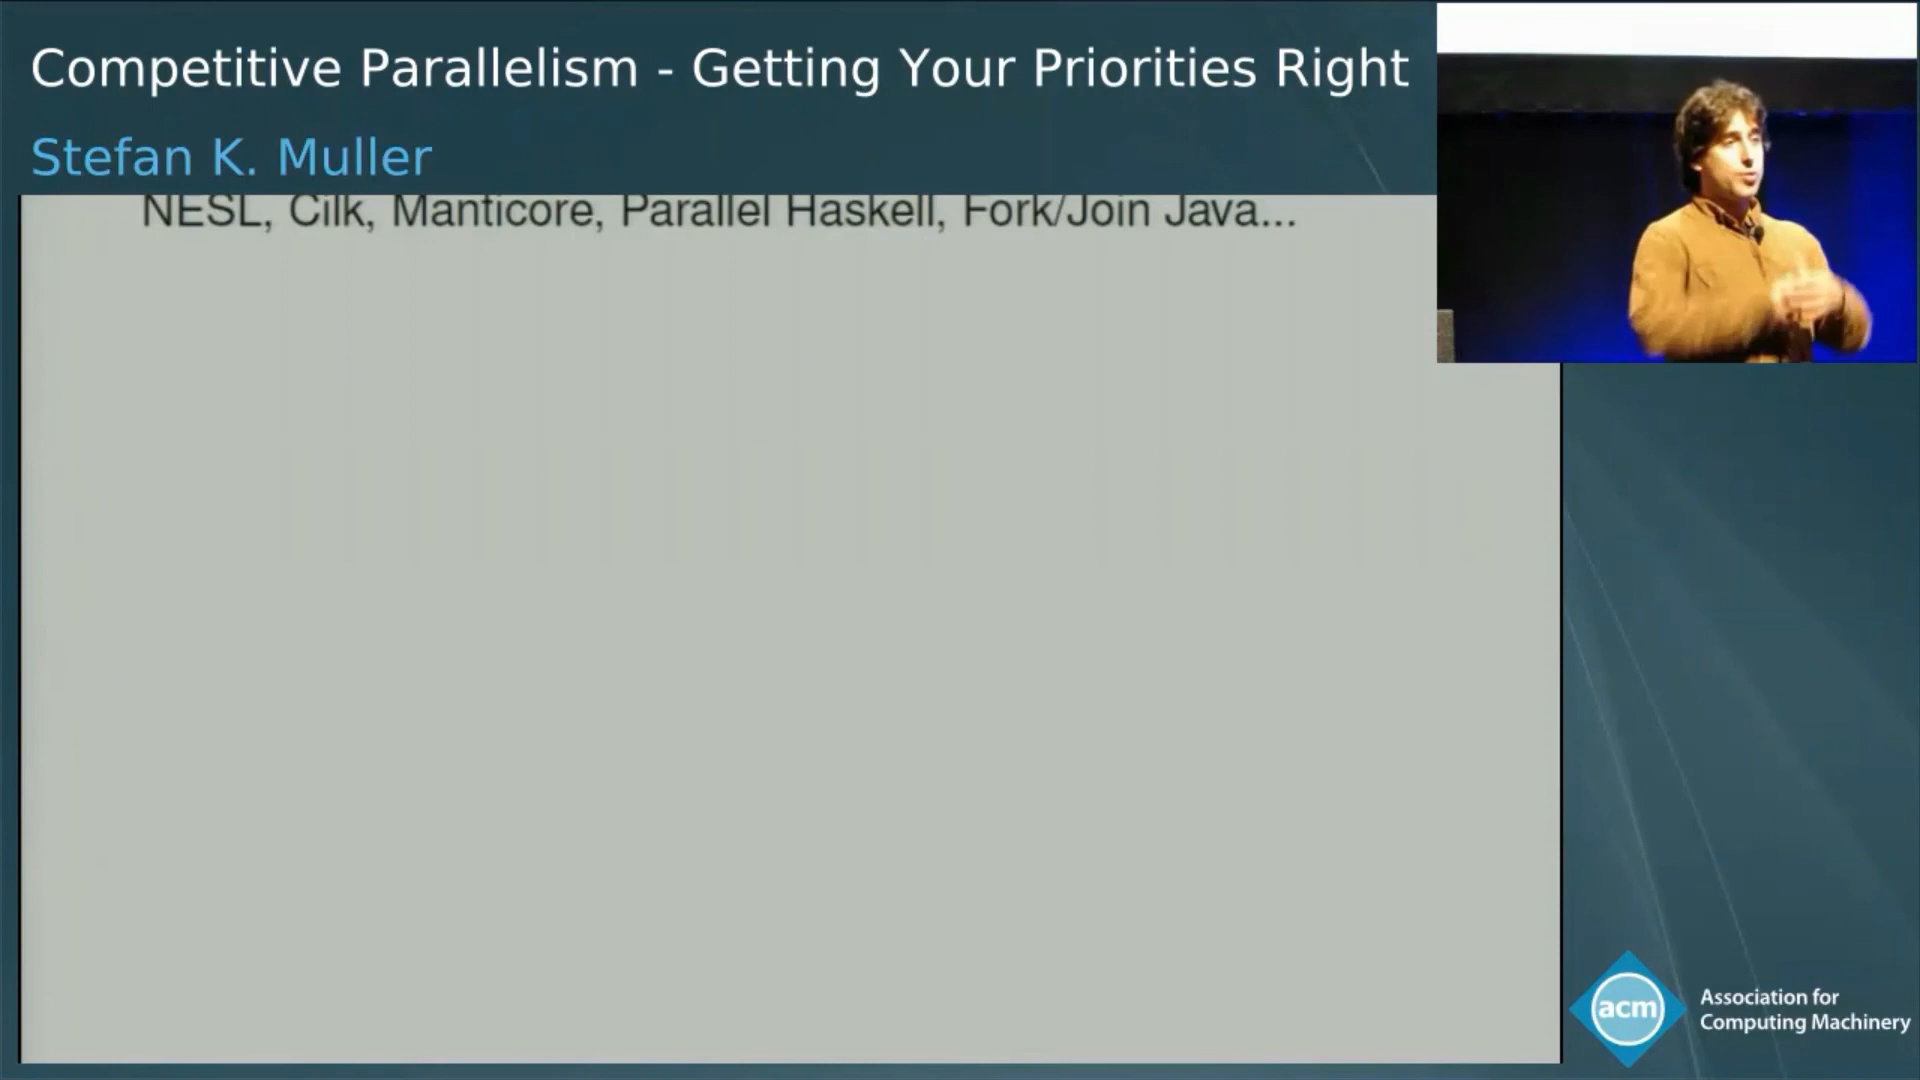 Competitive Parallelism - Getting Your Priorities Right
Stefan K. Muller
NESL, Cilk, Manticore, Parallel Haskell, Fork/Join Java...
acm
Association for
Computing Machinery